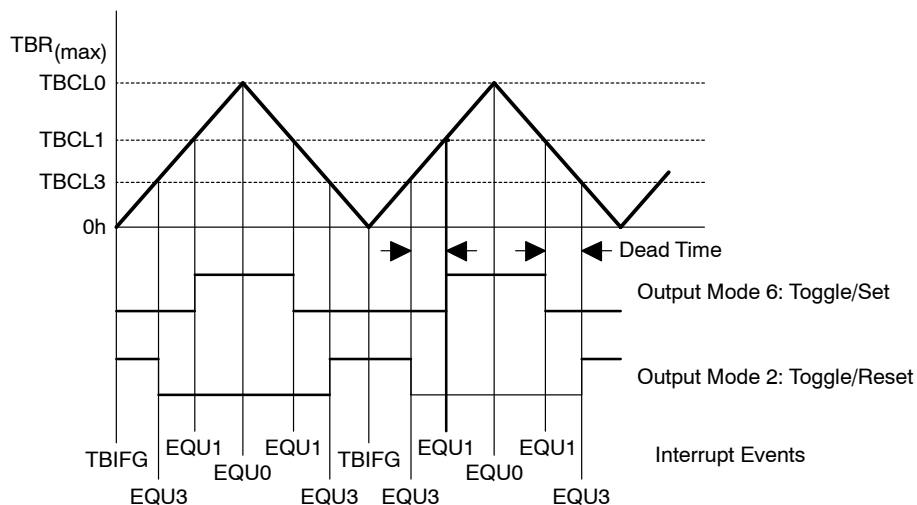 TBR(max)
TBCL0
TBCL1
TBCL3
0h
Dead Time
Output Mode 6: Toggle/Set
Output Mode 2: Toggle/Reset
EQU1 EQU1 EQU1 EQU1
TBIFG TBIFG Interrupt Events
EQU0 EQU0
EQU3 EQU3 EQU3 EQU3